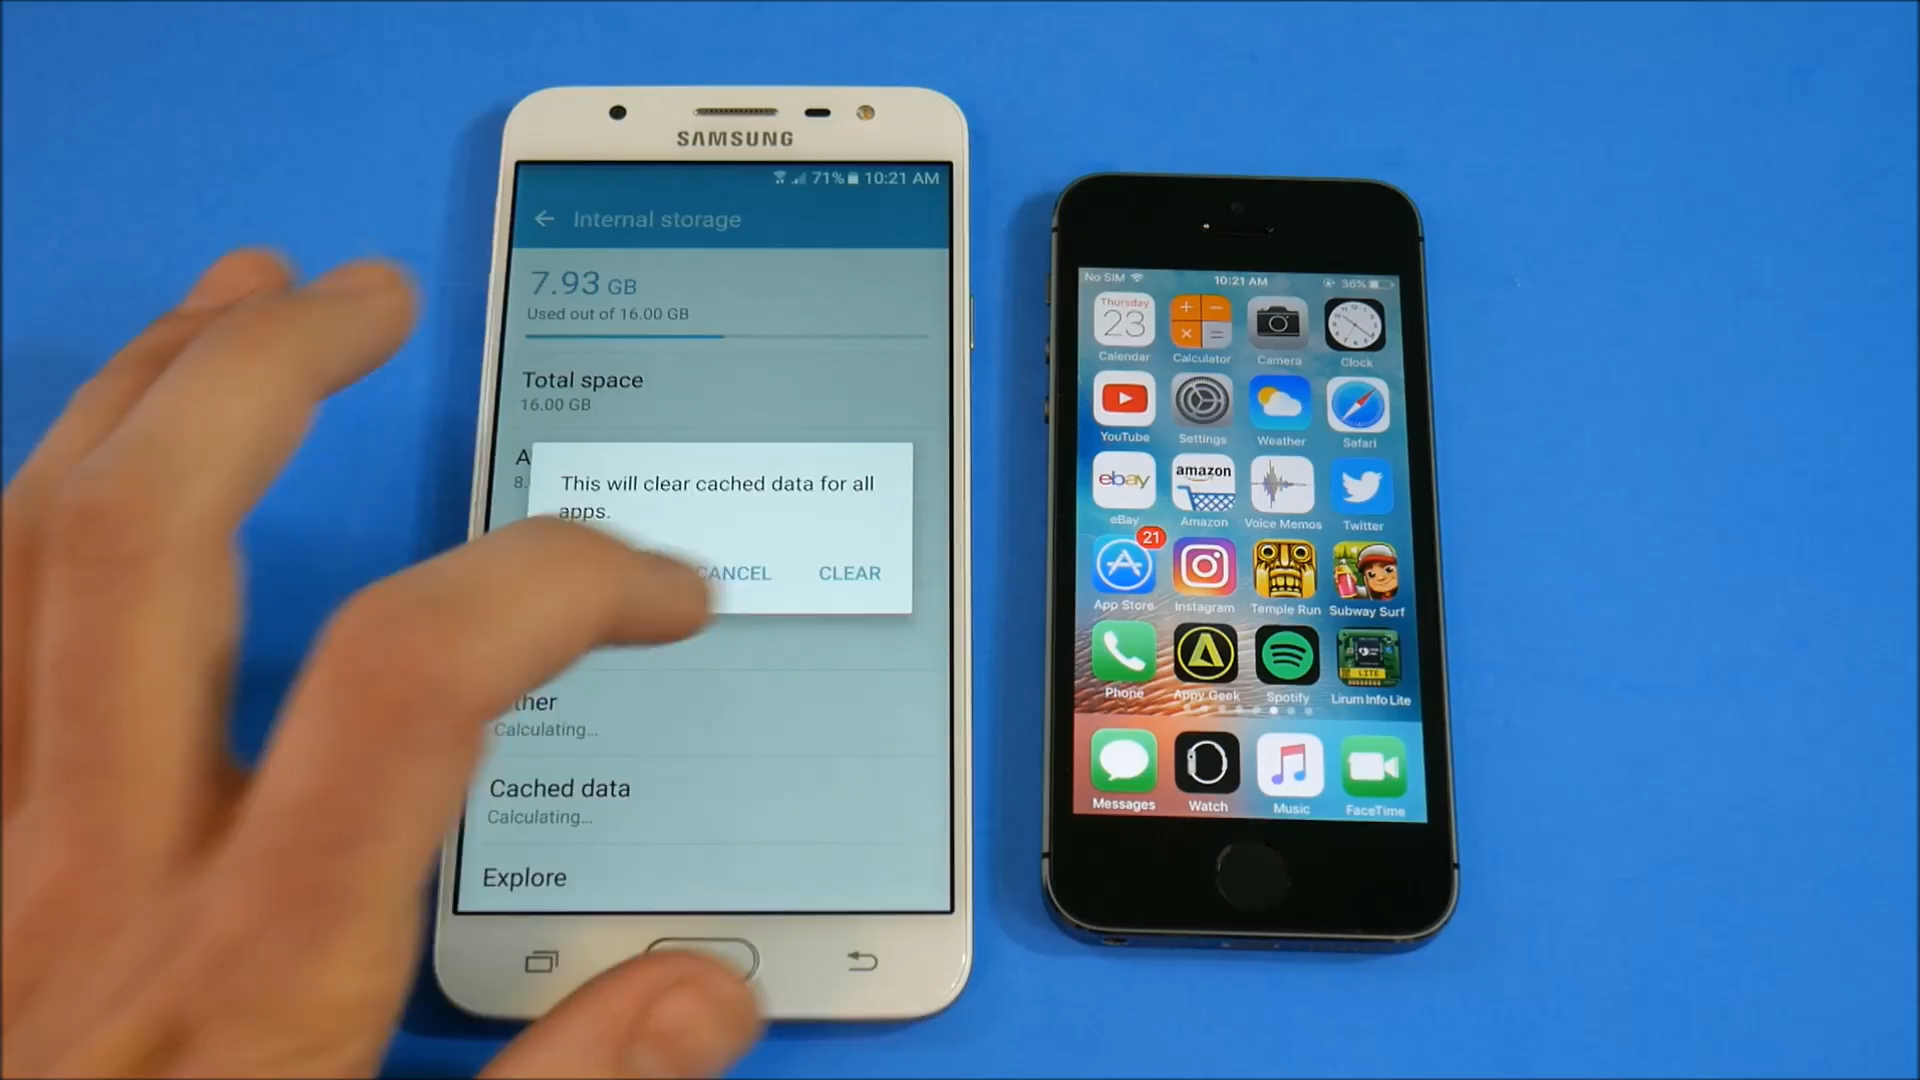 SAMSUNG
71% 10:21 AM
Internal storage
7.93 GB
Used out of 16.00 GB
Total space
16.00 GB
A
8.
This will clear cached data for all
apps.
CANCEL CLEAR
ther
Calculating...
Cached data
Calculating...
Explore
No SIM 10:21 AM 36%
Thursday
23
Calendar Calculator Camera Clock
YouTube Settings Weather Safari
ebay amazon
eBay Amazon Voice Memos Twitter
21
App Store Instagram Temple Run Subway Surf
LITE
Phone Appy Geek Spotify Lirum Info Lite
Messages Watch Music FaceTime